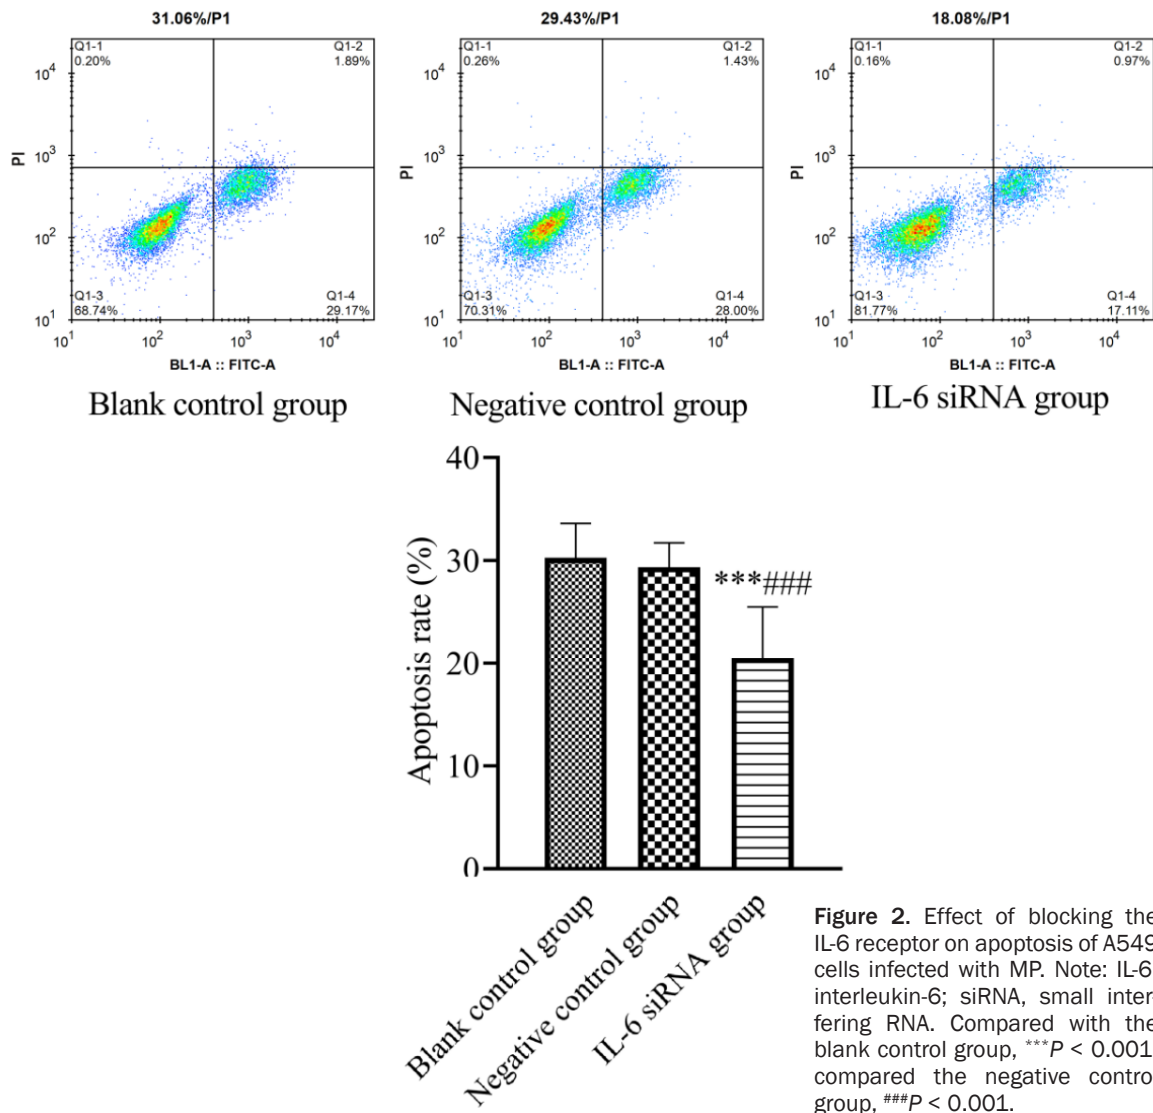 31.06%/P1
Q1-1
0.20%
Q1-2
1.89%
10^4
10^3
10^2
10^1
PI
Q1-3
68.74%
Q1-4
29.17%
10^1 10^2 10^3 10^4
BL1-A :: FITC-A
Blank control group
29.43%/P1
Q1-1
0.26%
Q1-2
1.43%
10^4
10^3
10^2
10^1
PI
Q1-3
70.31%
Q1-4
28.00%
10^1 10^2 10^3 10^4
BL1-A :: FITC-A
Negative control group
18.08%/P1
Q1-1
0.16%
Q1-2
0.97%
10^4
10^3
10^2
10^1
PI
Q1-3
81.77%
Q1-4
17.11%
10^1 10^2 10^3 10^4
BL1-A :: FITC-A
IL-6 siRNA group
40
30
20
10
0
Apoptosis rate (%)
***###
Blank control group
Negative control group
IL-6 siRNA group
Figure 2. Effect of blocking the
IL-6 receptor on apoptosis of A549
cells infected with MP. Note: IL-6
interleukin-6; siRNA, small inter-
fering RNA. Compared with the
blank control group, ***P < 0.001
compared the negative control
group, ###P < 0.001.